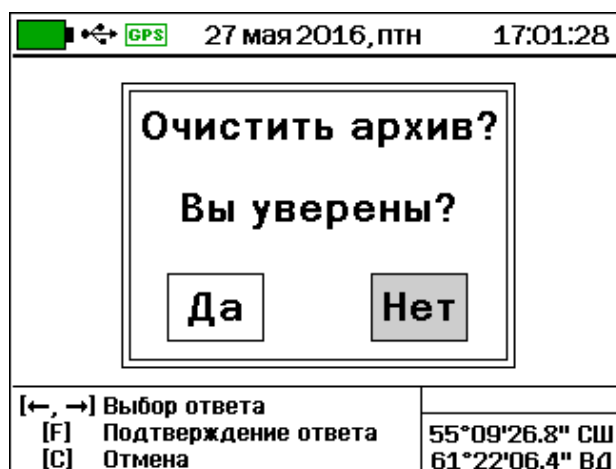 GPS 27 мая 2016, птн 17:01:28
Очистить архив?
Вы уверены?
Да Нет
[←, →] Выбор ответа
[F] Подтверждение ответа 55°09'26.8" СШ
[C] Отмена 61°22'06.4" ВД